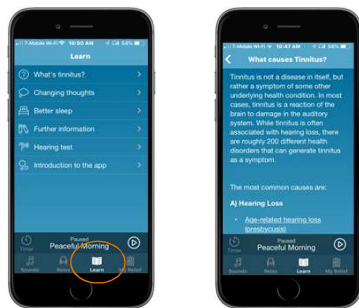 T-Mobile Wi-Fi 10:50 AM 54%
Learn
What's tinnitus?
Changing thoughts
Better sleep
Further information
Hearing test
Introduction to the app
Paused
Peaceful Morning
Timer
Sounds Relax Learn My Relief
T-Mobile Wi-Fi 10:47 AM 54%
What causes Tinnitus?
Tinnitus is not a disease in itself, but
rather a symptom of some other
underlying health condition. In most
cases, tinnitus is a reaction of the
brain to damage in the auditory
system. While tinnitus is often
associated with hearing loss, there
are roughly 200 different health
disorders that can generate tinnitus
as a symptom.
The most common causes are:
A) Hearing Loss
• Age-related hearing loss
(presbycusis)
Paused
Peaceful Morning
Timer
Sounds Relax Learn My Relief